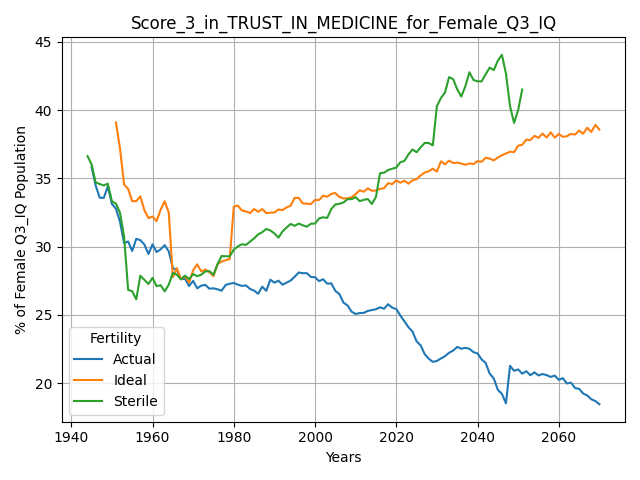 Score_3_in_TRUST_IN_MEDICINE_for_Female_Q3_IQ
% of Female Q3_IQ Population
45
40
35
30
25
20
Fertility
Actual
Ideal
Sterile
1940 1960 1980 2000 2020 2040 2060
Years